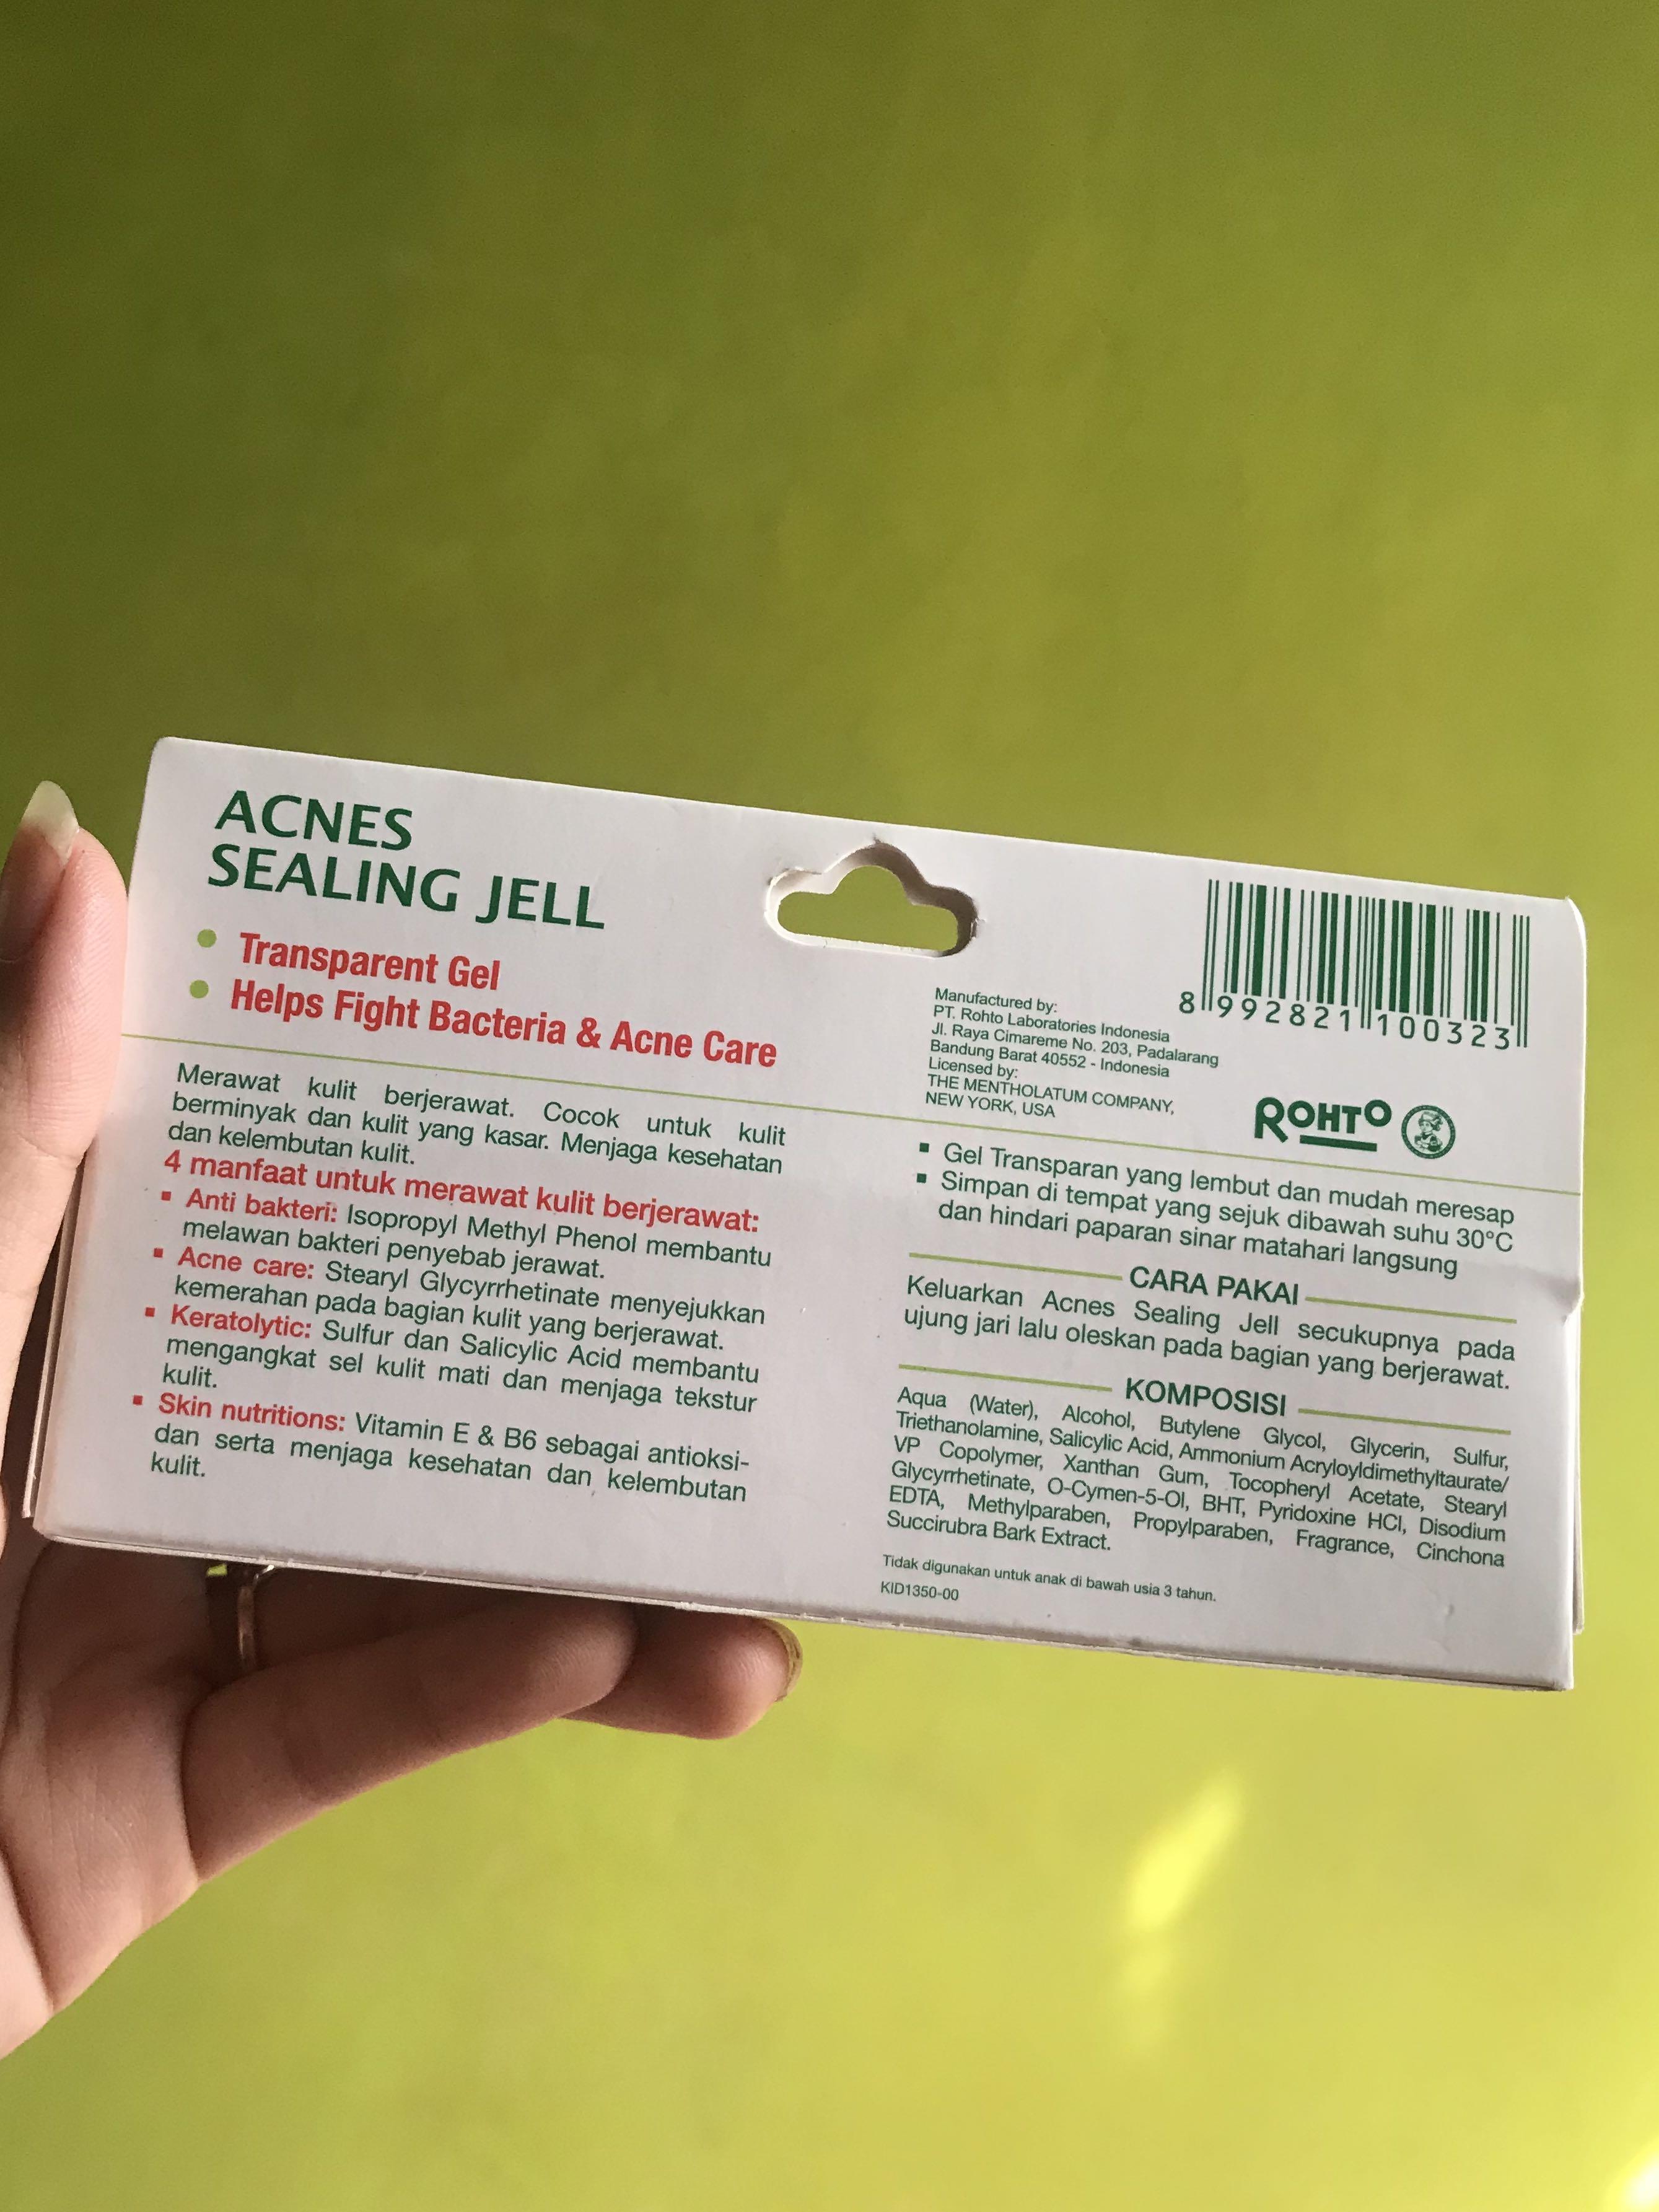 ACNES
SEALING JELL
Transparent Gel
Helps Fight Bacteria & Acne Care
Merawat kulit berjerawat. Cocok untuk kulit
berminyak dan kulit yang kasar. Menjaga kesehatan
dan kelembutan kulit.
4 manfaat untuk merawat kulit berjerawat:
Anti bakteri: Isopropyl Methyl Phenol membantu
melawan bakteri penyebab jerawat.
Acne care: Stearyl Glycyrrhetinate menyejukkan
kemerahan pada bagian kulit yang berjerawat.
Keratolytic: Sulfur dan Salicylic Acid membantu
mengangkat sel kulit mati dan menjaga tekstur
kulit.
Skin nutritions: Vitamin E & B6 sebagai antioksi-
dan serta menjaga kesehatan dan kelembutan
kulit.
8 992821 100323
Manufactured by:
PT. Rohto Laboratories Indonesia
Jl. Raya Cimareme No. 203, Padalarang
Bandung Barat 40552 - Indonesia
Licensed by:
THE MENTHOLATUM COMPANY,
NEW YORK, USA
ROHTO
Gel Transparan yang lembut dan mudah meresap
Simpan di tempat yang sejuk dibawah suhu 30°C
dan hindari paparan sinar matahari langsung
CARA PAKAI
Keluarkan Acnes Sealing Jell secukupnya pada
ujung jari lalu oleskan pada bagian yang berjerawat.
KOMPOSISI
Aqua (Water), Alcohol, Butylene Glycol, Glycerin, Sulfur,
Triethanolamine, Salicylic Acid, Ammonium Acryloyldimethyltaurate/
VP Copolymer, Xanthan Gum, Tocopheryl Acetate, Stearyl
Glycyrrhetinate, O-Cymen-5-Ol, BHT, Pyridoxine HCl, Disodium
EDTA, Methylparaben, Propylparaben, Fragrance, Cinchona
Succirubra Bark Extract.
Tidak digunakan untuk anak di bawah usia 3 tahun.
KID1350-00